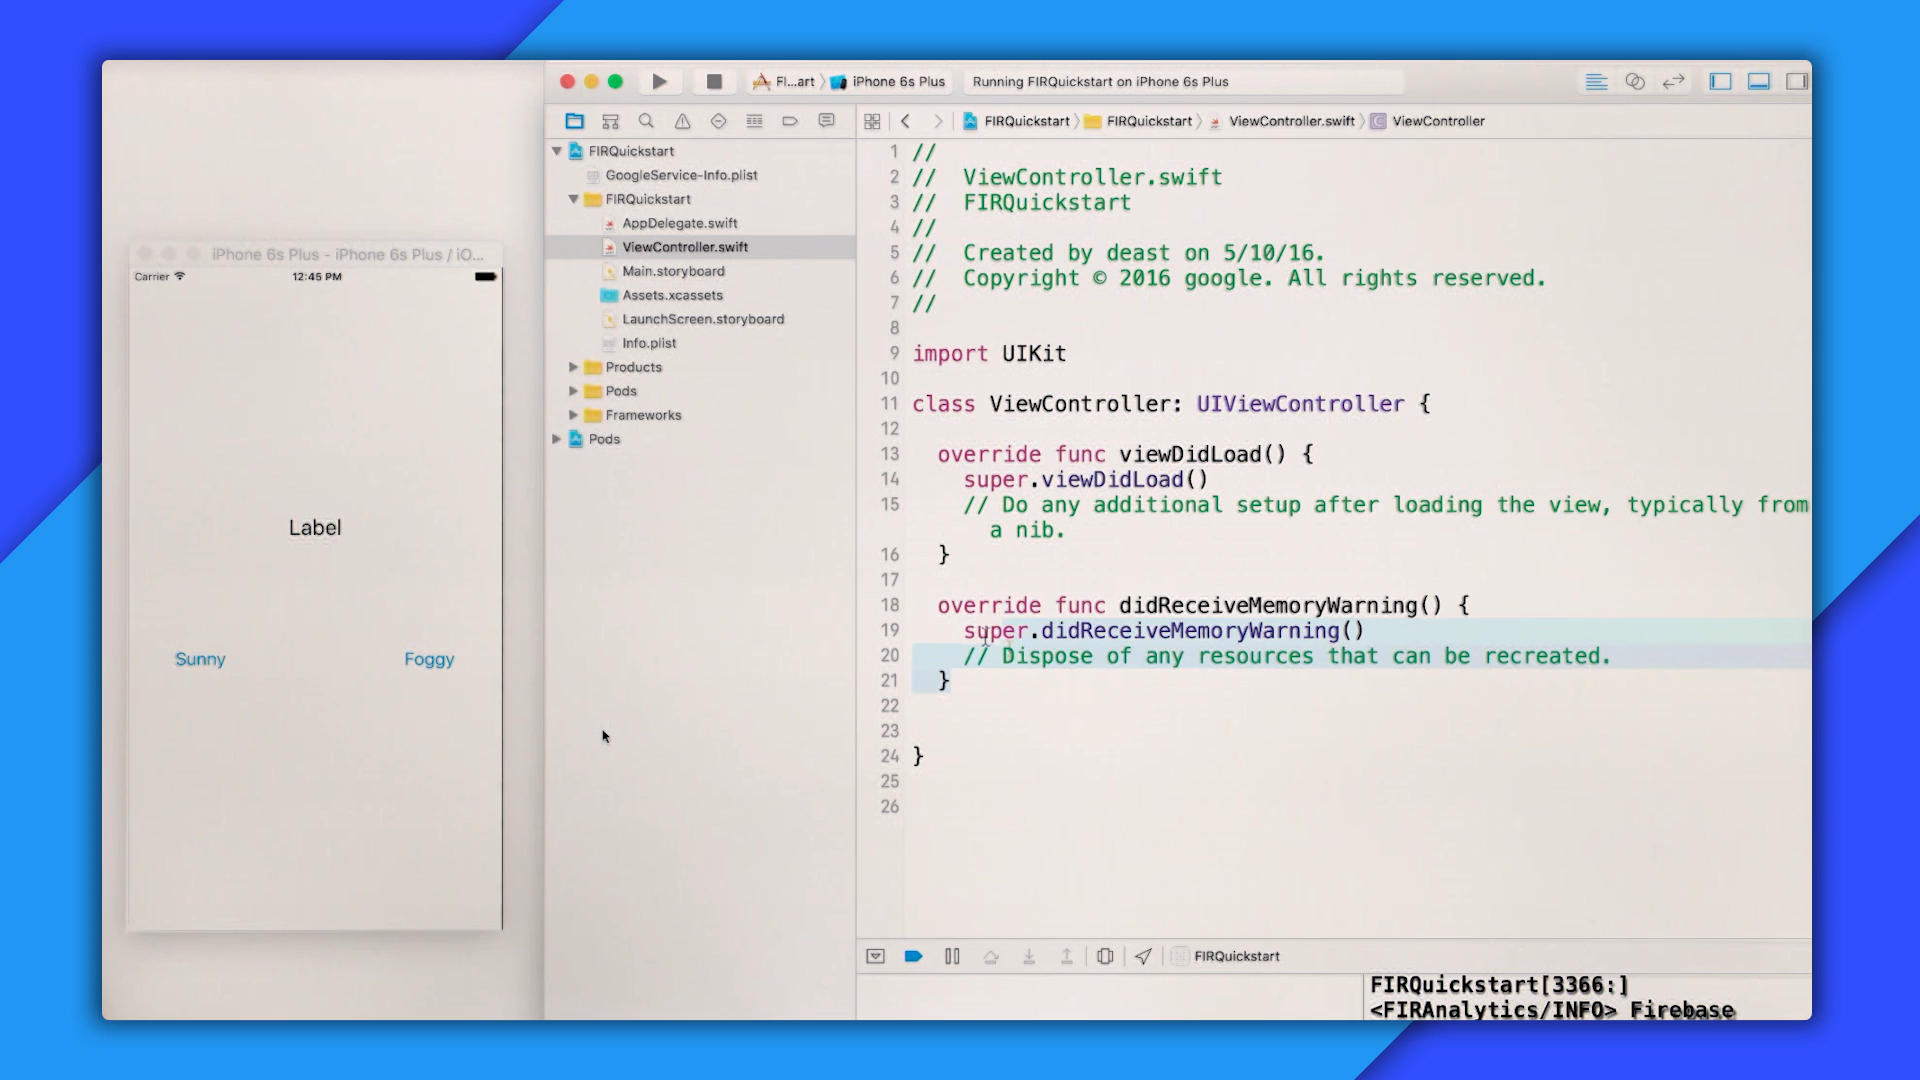 iPhone 6s Plus - iPhone 6s Plus / iO...
Carrier
12:45 PM
Label
Sunny
Foggy
FI...art
iPhone 6s Plus
Running FIRQuickstart on iPhone 6s Plus
FIRQuickstart
GoogleService-Info.plist
FIRQuickstart
AppDelegate.swift
ViewController.swift
Main.storyboard
Assets.xcassets
LaunchScreen.storyboard
Info.plist
Products
Pods
Frameworks
Pods
FIRQuickstart
FIRQuickstart
ViewController.swift
C ViewController
1 //
2 //  ViewController.swift
3 //  FIRQuickstart
4 //
5 //  Created by deast on 5/10/16.
6 //  Copyright © 2016 google. All rights reserved.
7 //
8
9 import UIKit
10
11 class ViewController: UIViewController {
12
13   override func viewDidLoad() {
14     super.viewDidLoad()
15     // Do any additional setup after loading the view, typically from
a nib.
16   }
17
18   override func didReceiveMemoryWarning() {
19     super.didReceiveMemoryWarning()
20     // Dispose of any resources that can be recreated.
21   }
22
23
24 }
25
26
FIRQuickstart
FIRQuickstart[3366:]
<FIRAnalytics/INFO> Firebase